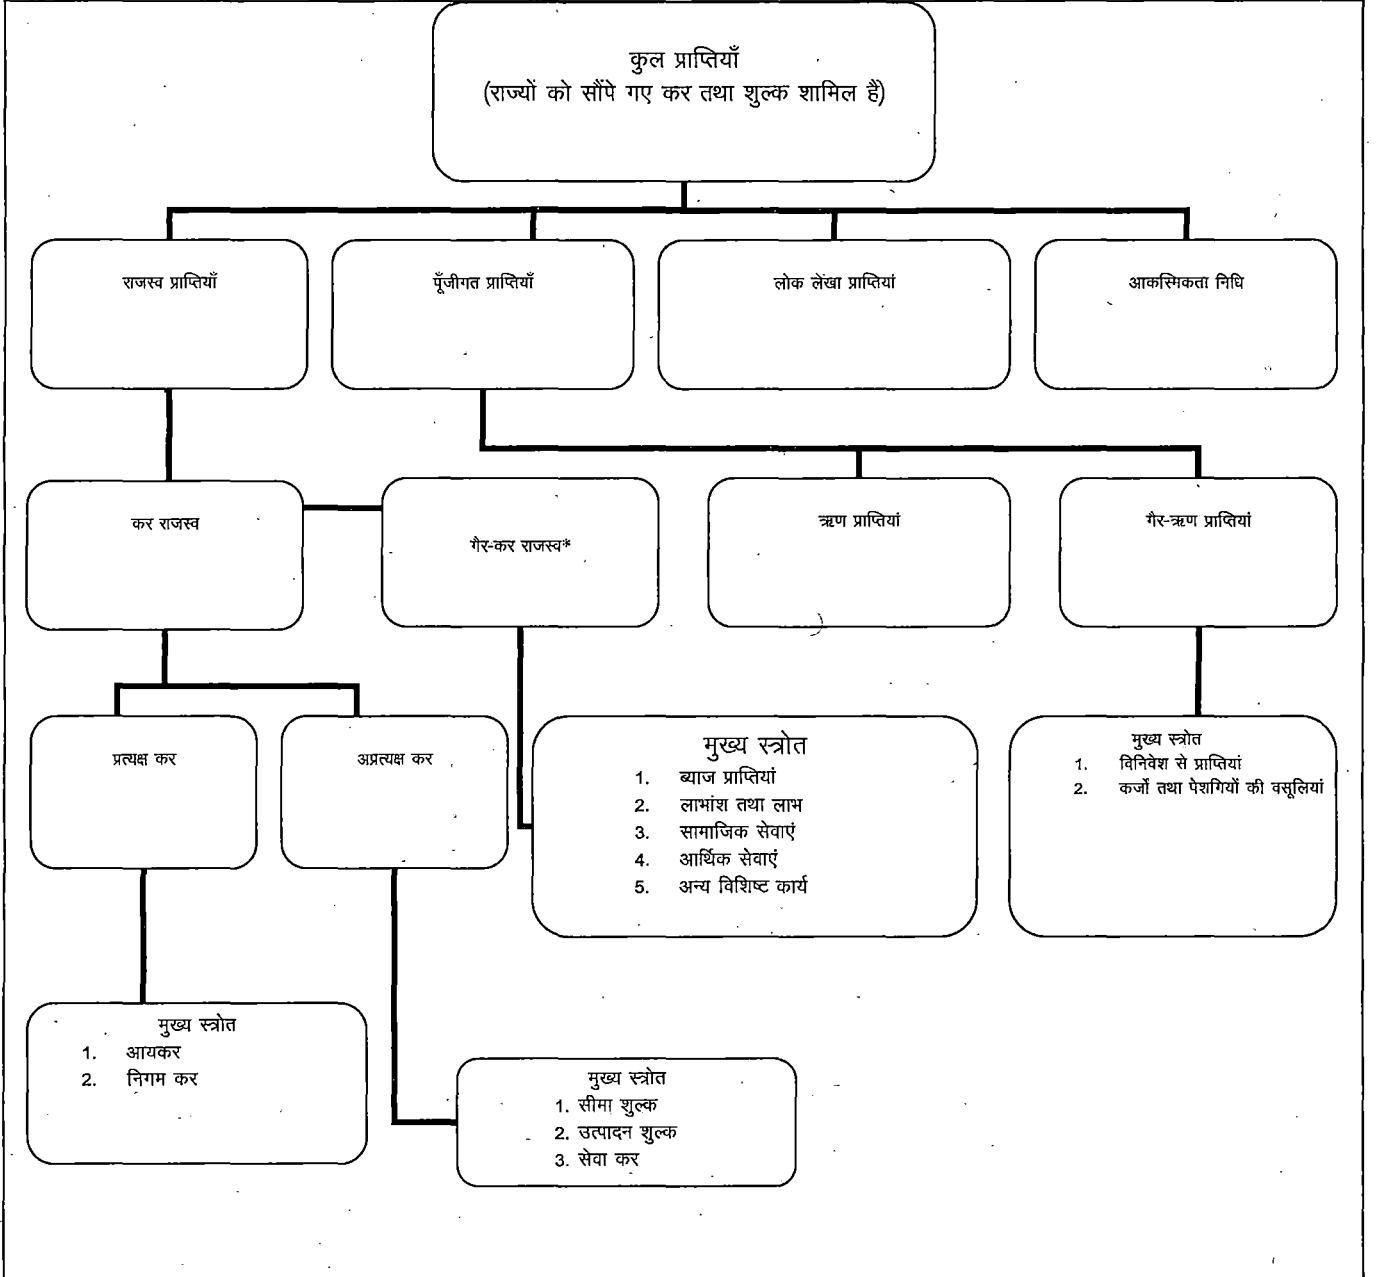 कुल प्राप्तियाँ
(राज्यों को सौंपे गए कर तथा शुल्क शामिल हैं)
राजस्व प्राप्तियाँ
पूँजीगत प्राप्तियाँ
लोक लेखा प्राप्तियां
आकस्मिकता निधि
कर राजस्व
गैर-कर राजस्व*
ऋण प्राप्तियां
गैर-ऋण प्राप्तियां
प्रत्यक्ष कर
अप्रत्यक्ष कर
मुख्य स्त्रोत
1. ब्याज प्राप्तियां
2. लाभांश तथा लाभ
3. सामाजिक सेवाएं
4. आर्थिक सेवाएं
5. अन्य विशिष्ट कार्य
मुख्य स्त्रोत
1. विनिवेश से प्राप्तियां
2. कर्जों तथा पेशगियों की वसूलियां
मुख्य स्त्रोत
1. आयकर
2. निगम कर
मुख्य स्त्रोत
1. सीमा शुल्क
2. उत्पादन शुल्क
3. सेवा कर